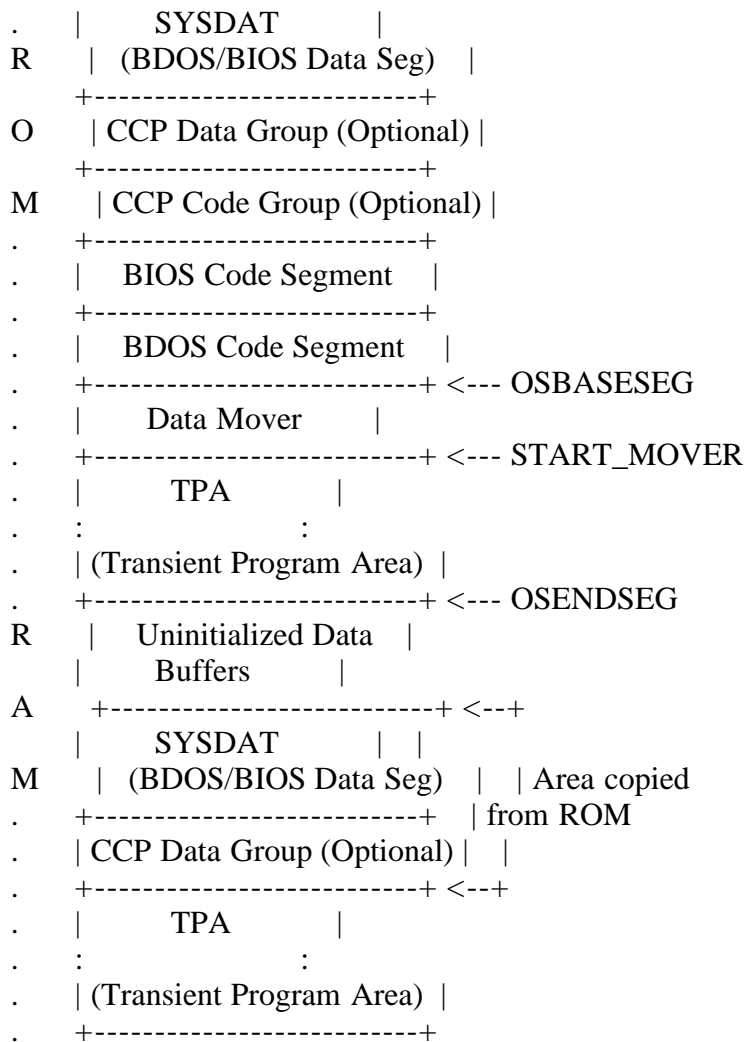 .    |    SYSDAT    |
R    | (BDOS/BIOS Data Seg) |
+---------------------------+
O    | CCP Data Group (Optional) |
+---------------------------+
M    | CCP Code Group (Optional) |
.    +---------------------------+
.    |    BIOS Code Segment    |
.    +---------------------------+
.    |    BDOS Code Segment    |
.    +---------------------------+ <--- OSBASESEG
.    |    Data Mover    |
.    +---------------------------+ <--- START_MOVER
.    |    TPA    |
.    :    :
.    | (Transient Program Area) |
.    +---------------------------+ <--- OSENDSEG
R    |    Uninitialized Data    |
|    Buffers    |
A    +---------------------------+ <--+
|    SYSDAT    |    |
M    | (BDOS/BIOS Data Seg) |    | Area copied
.    +---------------------------+    | from ROM
.    | CCP Data Group (Optional) |    |
.    +---------------------------+ <--+
.    |    TPA    |
.    :    :
.    | (Transient Program Area) |
.    +---------------------------+